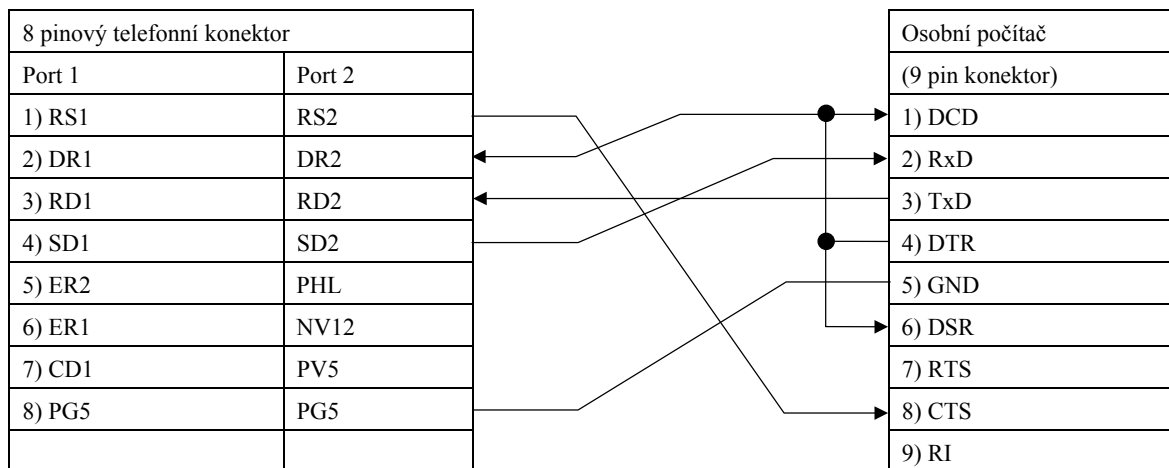 8 pinový telefonní konektor
Port 1 Port 2
1) RS1 RS2
2) DR1 DR2
3) RD1 RD2
4) SD1 SD2
5) ER2 PHL
6) ER1 NV12
7) CD1 PV5
8) PG5 PG5
Osobní počítač
(9 pin konektor)
1) DCD
2) RxD
3) TxD
4) DTR
5) GND
6) DSR
7) RTS
8) CTS
9) RI